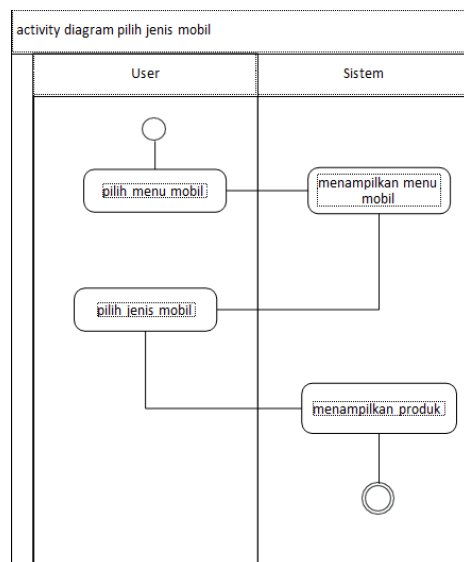 activity diagram pilih jenis mobil
User
Sistem
pilih menu mobil
menampilkan menu
mobil
pilih jenis mobil
menampilkan produk